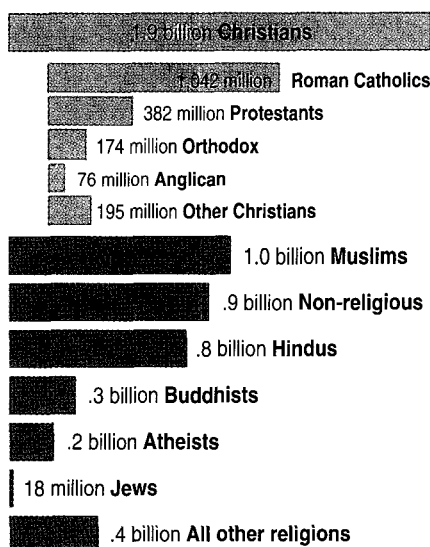 1.9 billion Christians
1,042 million Roman Catholics
382 million Protestants
174 million Orthodox
76 million Anglican
195 million Other Christians
1.0 billion Muslims
.9 billion Non-religious
.8 billion Hindus
.3 billion Buddhists
.2 billion Atheists
18 million Jews
.4 billion All other religions